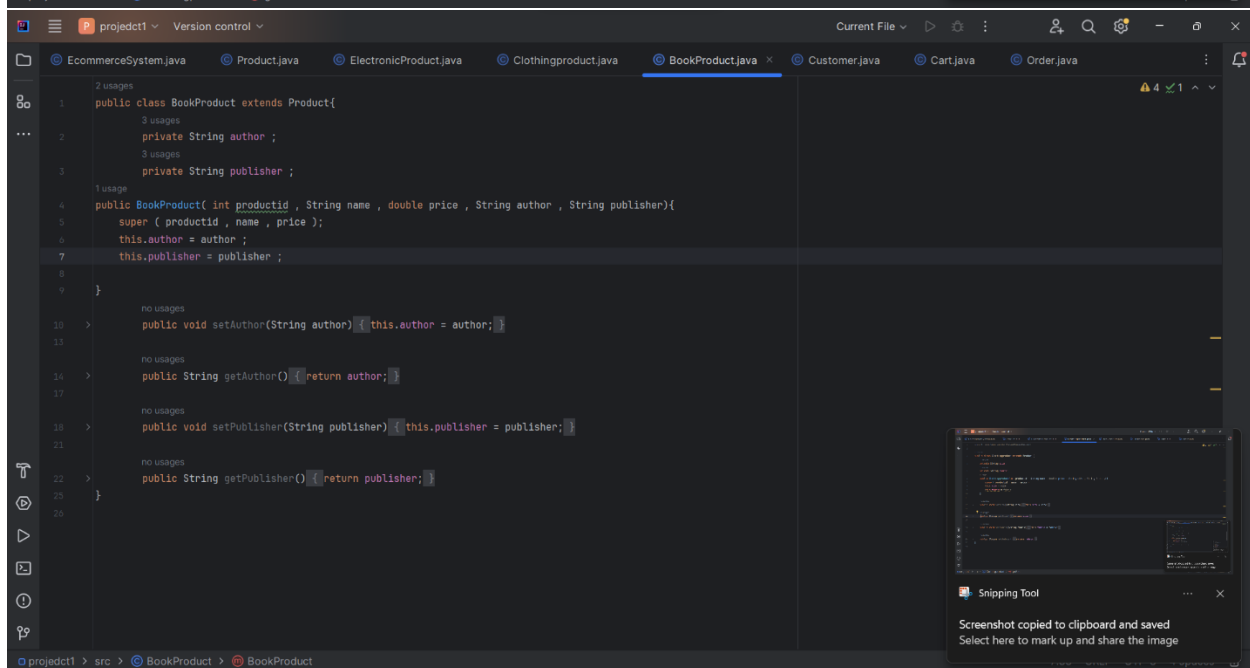 P projedct1 Version control Current File
EcommerceSystem.java Product.java ElectronicProduct.java Clothingproduct.java BookProduct.java Customer.java Cart.java Order.java
2 usages 4 1
1 public class BookProduct extends Product{
3 usages
2 private String author ;
3 usages
3 private String publisher ;
1 usage
4 public BookProduct( int productid , String name , double price , String author , String publisher){
5 super ( productid , name , price );
6 this.author = author ;
7 this.publisher = publisher ;
8
9 }
no usages
10 public void setAuthor(String author) { this.author = author; }
13
no usages
14 public String getAuthor() { return author; }
17
no usages
18 public void setPublisher(String publisher) { this.publisher = publisher; }
21
no usages
22 public String getPublisher() { return publisher; }
25 }
26
Snipping Tool
Screenshot copied to clipboard and saved
Select here to mark up and share the image
projedct1 > src > BookProduct > BookProduct